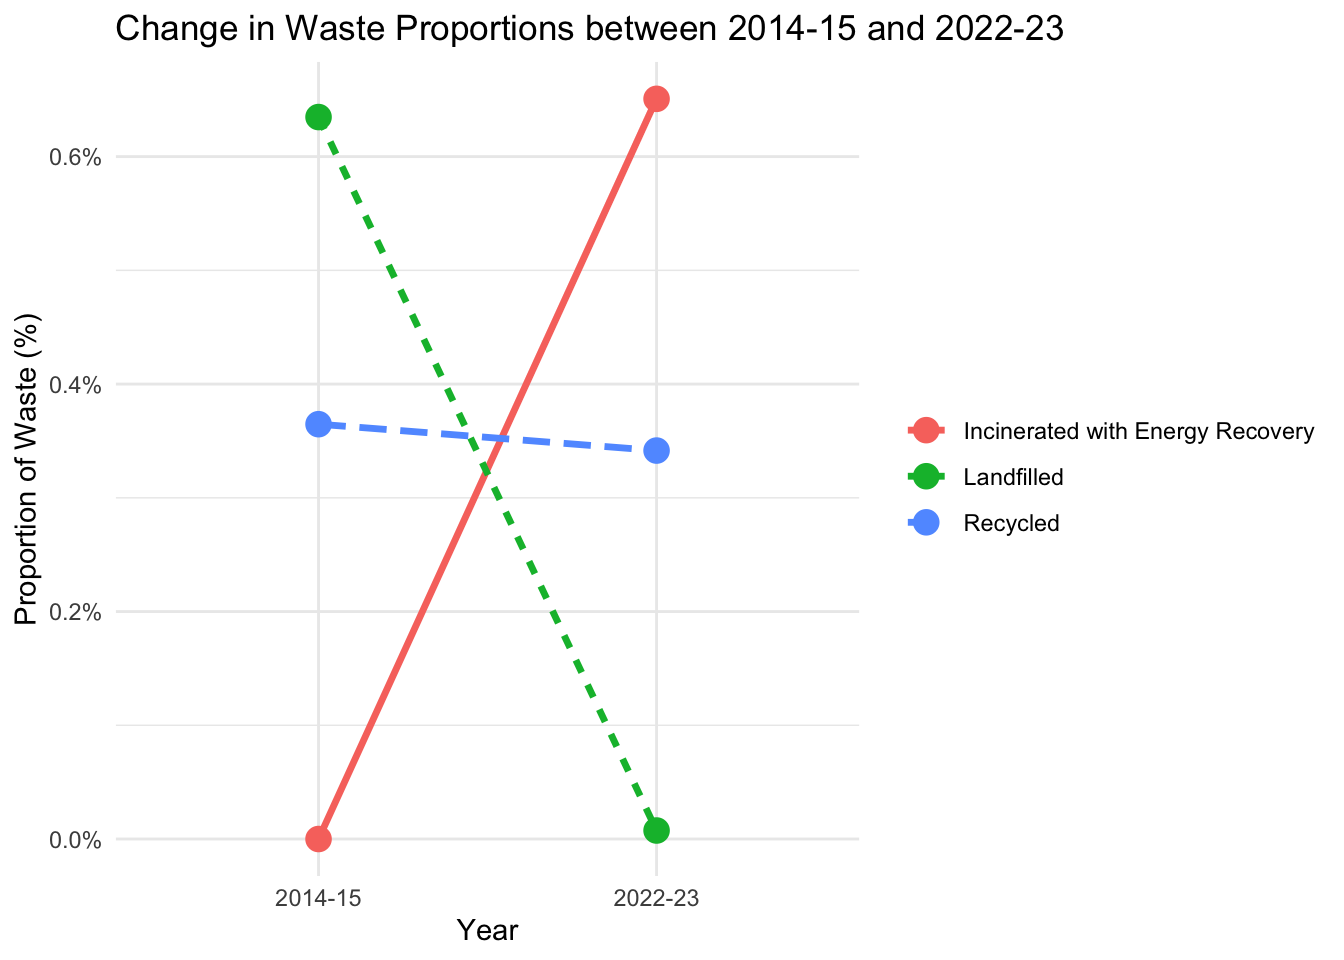 Change in Waste Proportions between 2014-15 and 2022-23
Proportion of Waste (%)
0.6%
0.4%
0.2%
0.0%
2014-15
2022-23
Year
Incinerated with Energy Recovery
Landfilled
Recycled